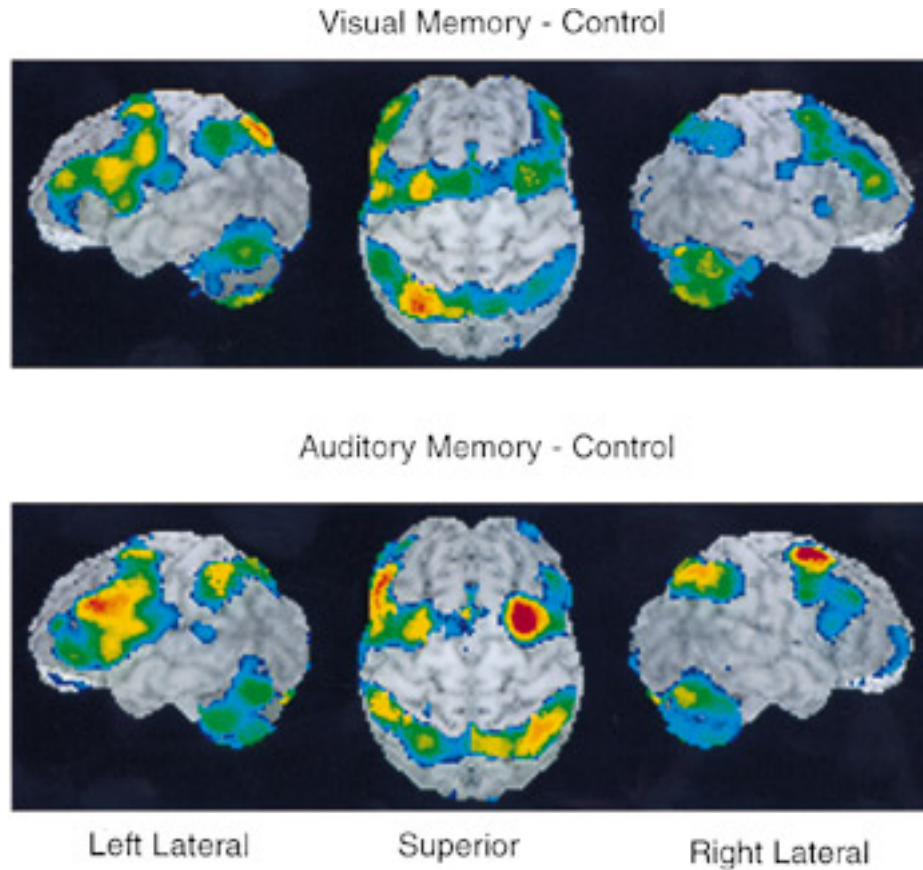 Visual Memory - Control
Auditory Memory - Control
Left Lateral
Superior
Right Lateral